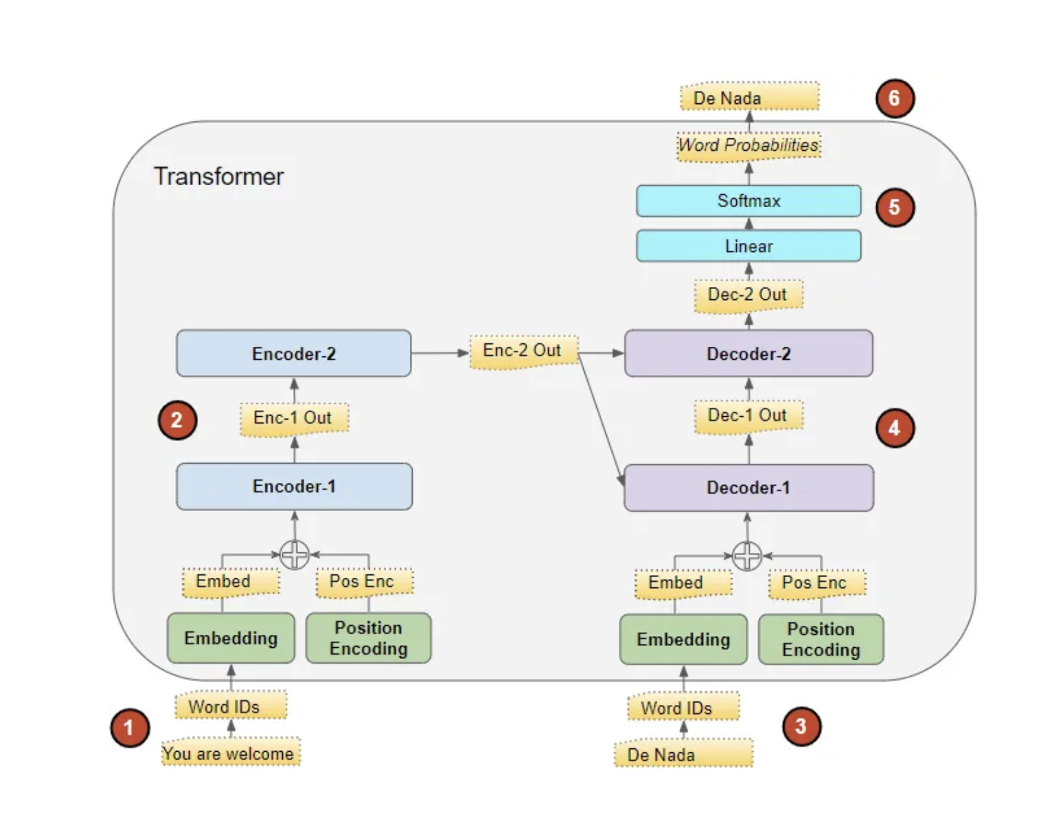 De Nada
6
Word Probabilities
Transformer
Softmax
5
Linear
Dec-2 Out
Encoder-2
Enc-2 Out
Decoder-2
2
Enc-1 Out
Dec-1 Out
4
Encoder-1
Decoder-1
Embed
Pos Enc
Embed
Pos Enc
Embedding
Position
Encoding
Embedding
Position
Encoding
1
Word IDs
Word IDs
3
You are welcome
De Nada